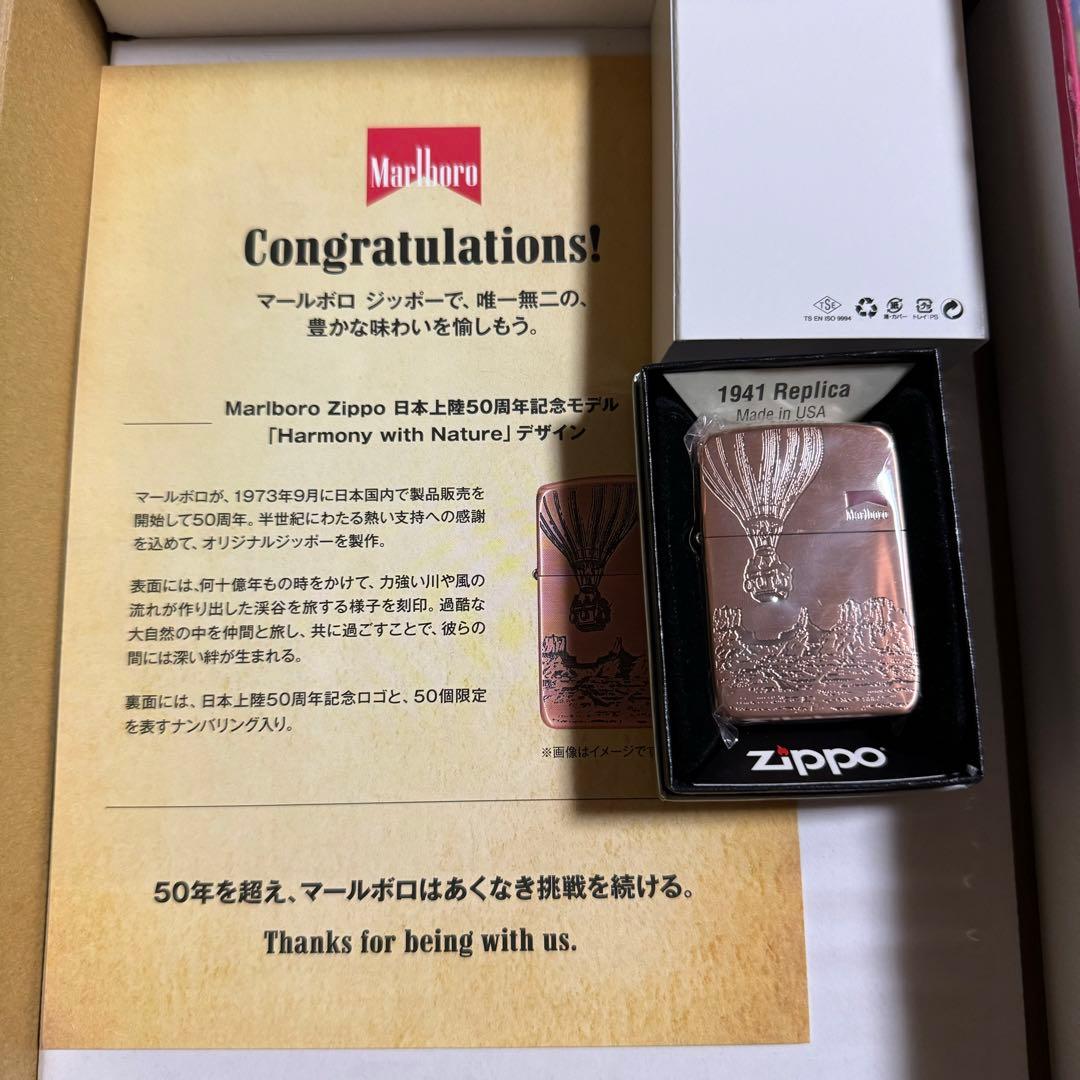 Marlboro
Congratulations!
マールボロ ジッポーで、唯一無二の、
豊かな味わいを愉しもう。
Marlboro Zippo 日本上陸50周年記念モデル
「Harmony with Nature」デザイン
マールボロが、1973年9月に日本国内で製品販売を
開始して50周年。半世紀にわたる熱い支持への感謝
を込めて、オリジナルジッポーを製作。
表面には、何十億年もの時をかけて、力強い川や風の
流れが作り出した渓谷を旅する様子を刻印。過酷な
大自然の中を仲間と旅し、共に過ごすことで、彼らの
間には深い絆が生まれる。
裏面には、日本上陸50周年記念ロゴと、50個限定
を表すナンバリング入り。
※画像はイメージで
50年を超え、マールボロはあくなき挑戦を続ける。
Thanks for being with us.
TSE
TS EN ISO 9994
紙
箱・カバー
プラ
トレイ:PS
1941 Replica
Made in USA
Marlboro
zippo